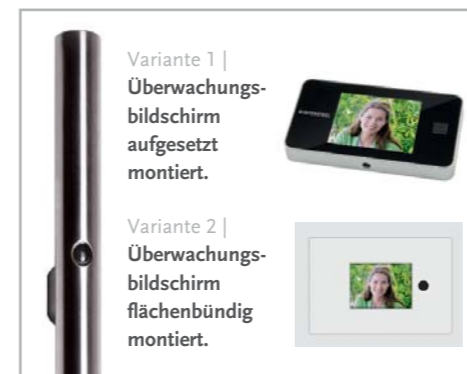 Variante 1 |
Überwachungs-
bildschirm
aufgesetzt
montiert.
Variante 2 |
Überwachungs-
bildschirm
flächenbündig
montiert.